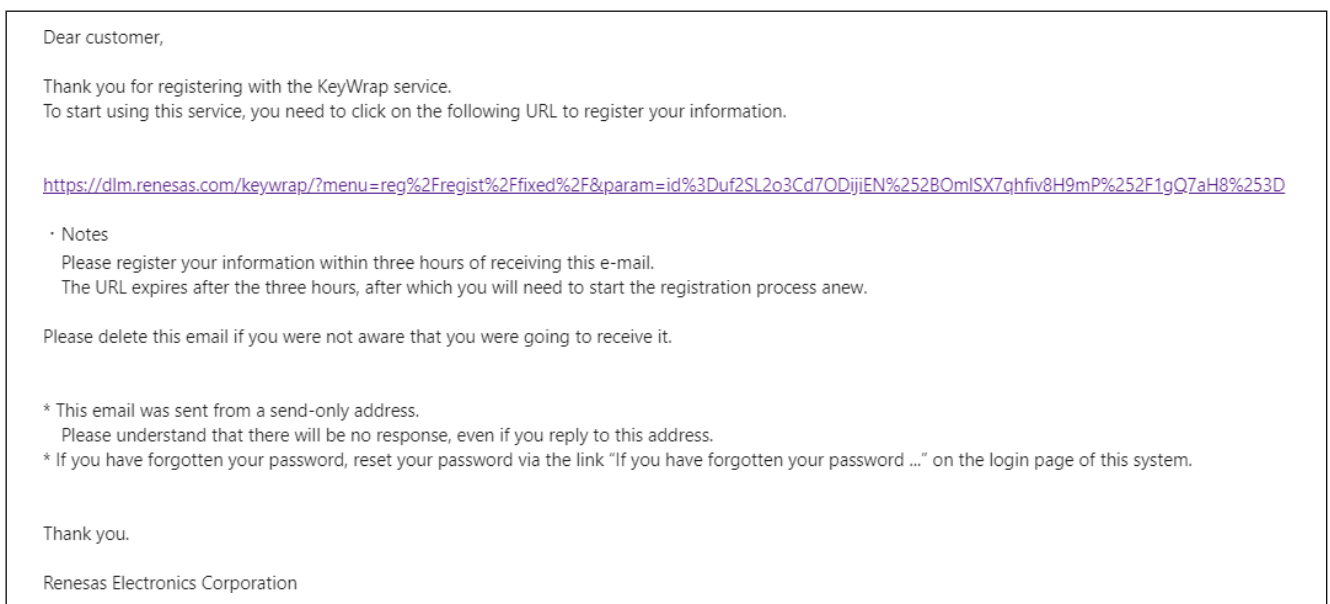 Dear customer,
Thank you for registering with the KeyWrap service.
To start using this service, you need to click on the following URL to register your information.
https://dlm.renesas.com/keywrap/?menu=reg%2Fregist%2Ffixed%2F&param=id%3Duf2SL2o3Cd7ODijiEN%252BOmlSX7qhfiv8H9mP%252F1gQ7aH8%253D
・Notes
Please register your information within three hours of receiving this e-mail.
The URL expires after the three hours, after which you will need to start the registration process anew.
Please delete this email if you were not aware that you were going to receive it.
* This email was sent from a send-only address.
Please understand that there will be no response, even if you reply to this address.
* If you have forgotten your password, reset your password via the link “If you have forgotten your password ...” on the login page of this system.
Thank you.
Renesas Electronics Corporation